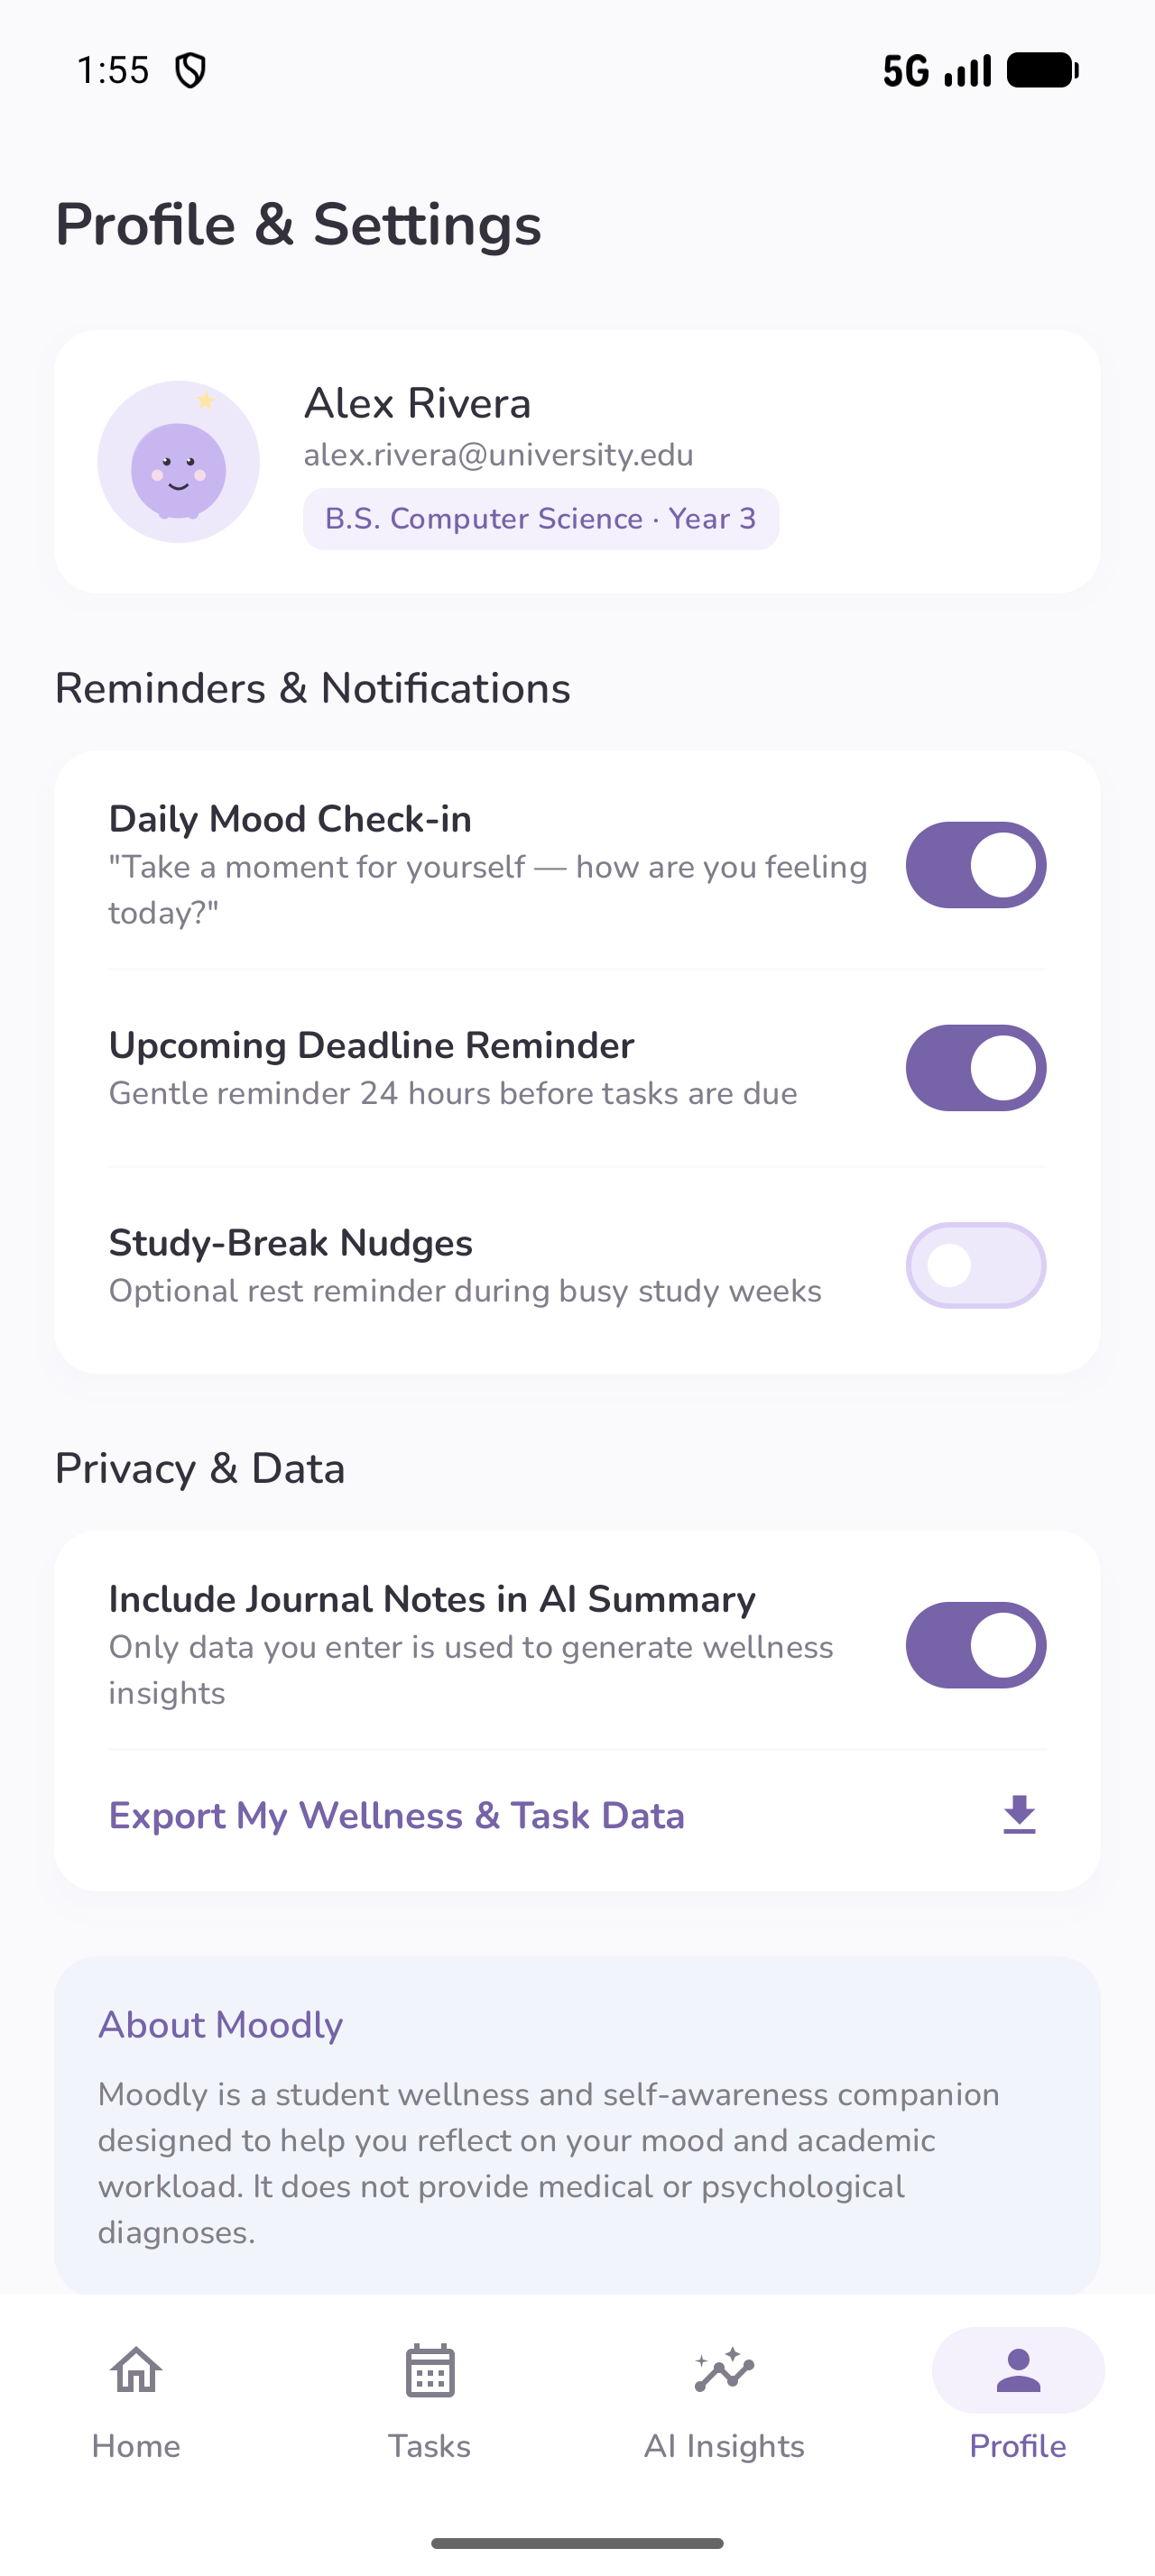 1:55
5G
Profile & Settings
Alex Rivera
alex.rivera@university.edu
B.S. Computer Science · Year 3
Reminders & Notifications
Daily Mood Check-in
"Take a moment for yourself — how are you feeling
today?"
Upcoming Deadline Reminder
Gentle reminder 24 hours before tasks are due
Study-Break Nudges
Optional rest reminder during busy study weeks
Privacy & Data
Include Journal Notes in AI Summary
Only data you enter is used to generate wellness
insights
Export My Wellness & Task Data
About Moodly
Moodly is a student wellness and self-awareness companion
designed to help you reflect on your mood and academic
workload. It does not provide medical or psychological
diagnoses.
Home
Tasks
AI Insights
Profile